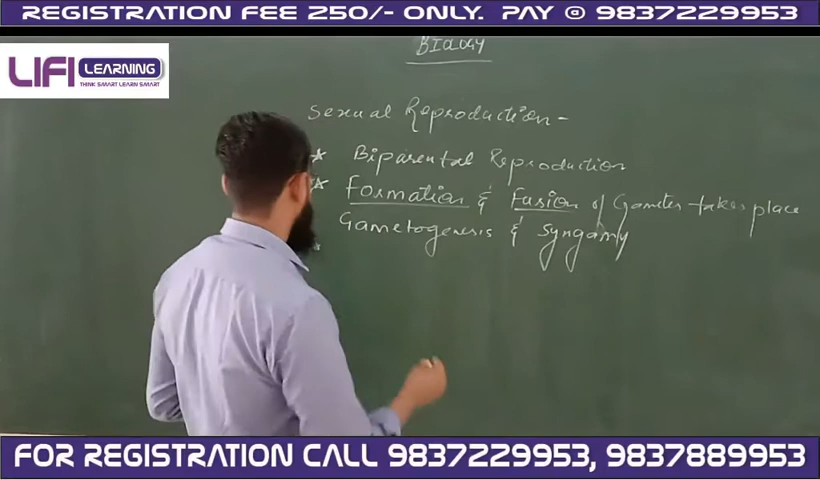 REGISTRATION FEE 250/- ONLY. PAY @ 9837229953
BIOLOGY
LIFI LEARNING
THINK SMART LEARN SMART
Sexual Reproduction -
* Biparental Reproduction
* Formation & Fusion of Gametes takes place
Gametogenesis & Syngamy
*
FOR REGISTRATION CALL 9837229953, 9837889953